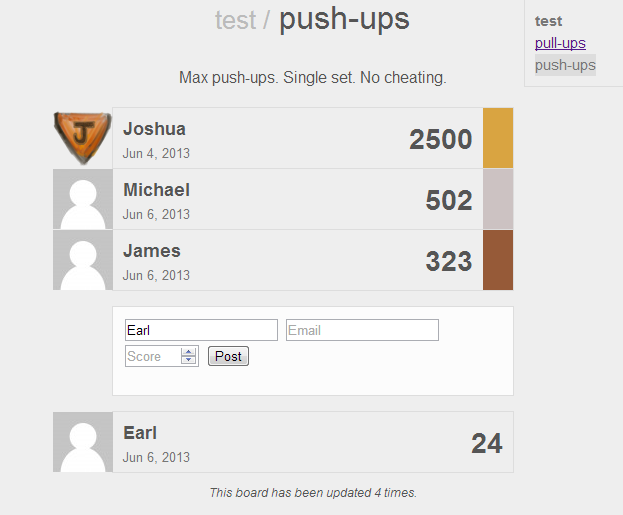 test / push-ups
test
pull-ups
push-ups
Max push-ups. Single set. No cheating.
J
Joshua
2500
Jun 4, 2013
Michael
502
Jun 6, 2013
James
323
Jun 6, 2013
Earl Email
Score Post
Earl
24
Jun 6, 2013
This board has been updated 4 times.